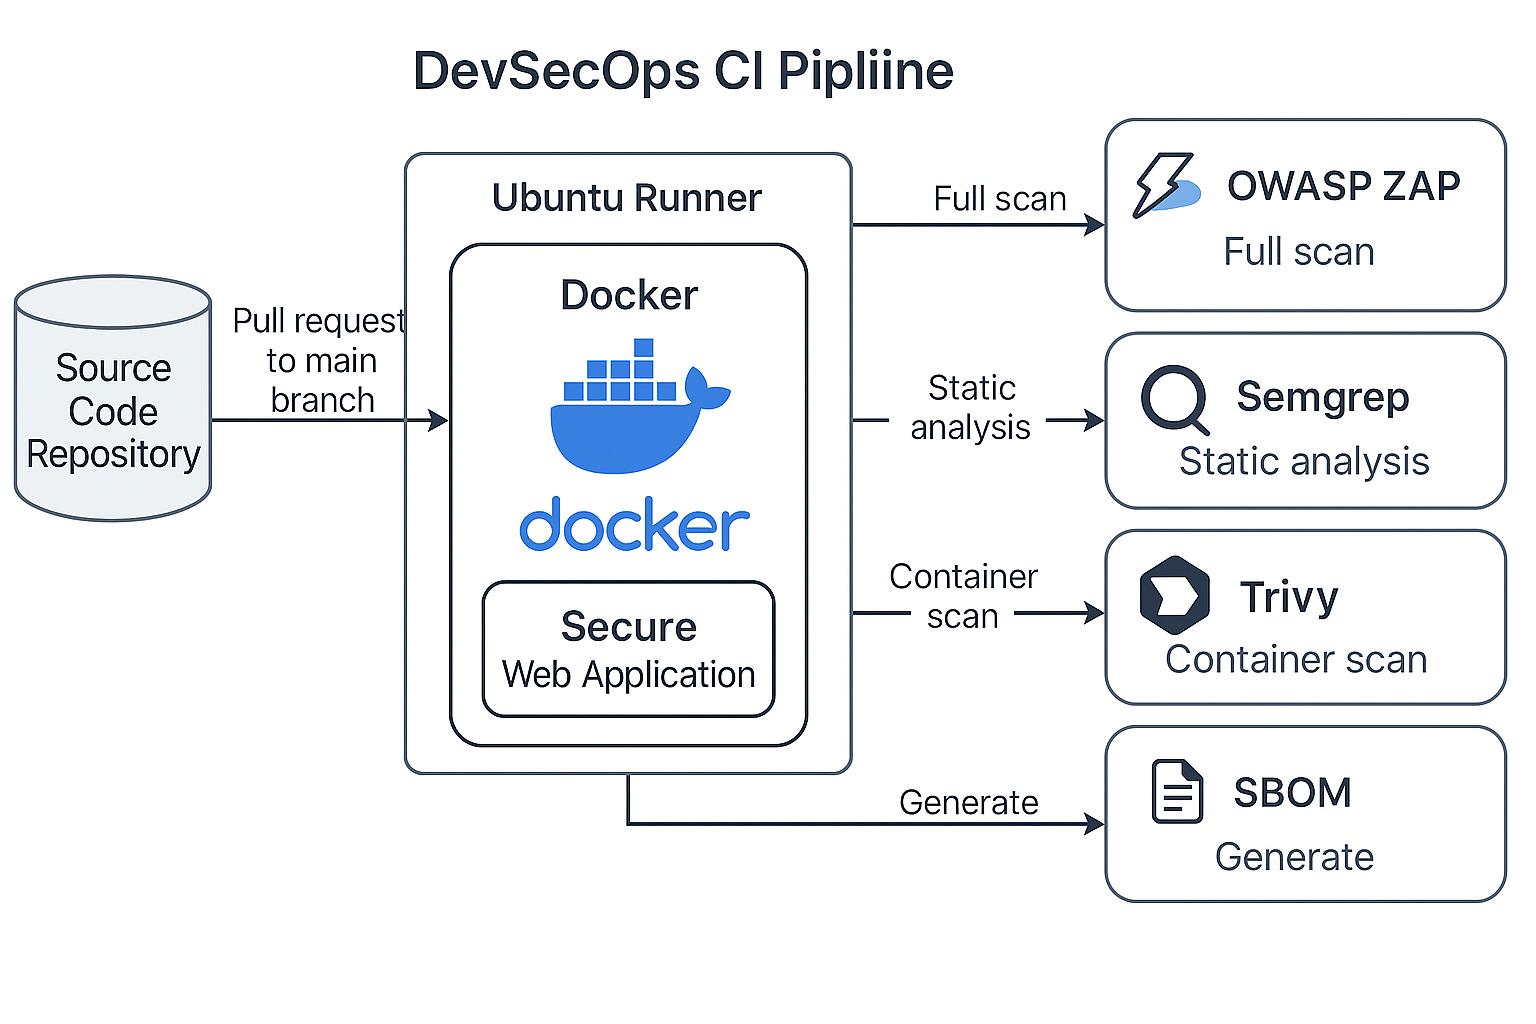 DevSecOps CI Pipliine
Source
Code
Repository
Pull request
to main
branch
Ubuntu Runner
Docker
docker
Secure
Web Application
Full scan
OWASP ZAP
Full scan
Static
analysis
Semgrep
Static analysis
Container
scan
Trivy
Container scan
Generate
SBOM
Generate